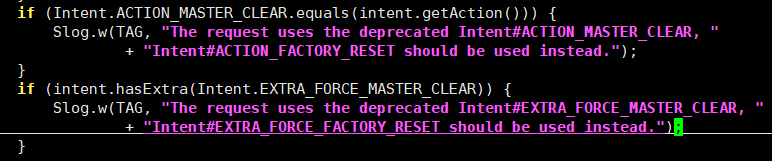 if (Intent.ACTION_MASTER_CLEAR.equals(intent.getAction())) {
    Slog.w(TAG, "The request uses the deprecated Intent#ACTION_MASTER_CLEAR, "
            + "Intent#ACTION_FACTORY_RESET should be used instead.");
}
if (intent.hasExtra(Intent.EXTRA_FORCE_MASTER_CLEAR)) {
    Slog.w(TAG, "The request uses the deprecated Intent#EXTRA_FORCE_MASTER_CLEAR, "
            + "Intent#EXTRA_FORCE_FACTORY_RESET should be used instead.");
}